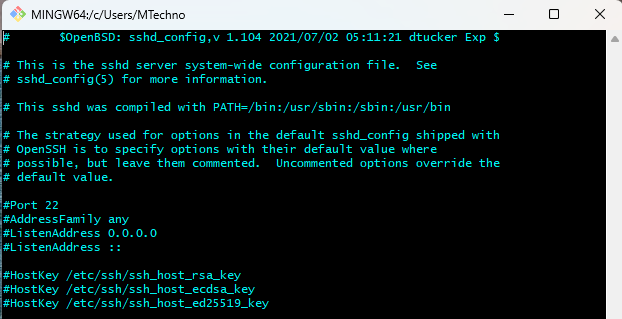 MINGW64:/c/Users/MTechno
#       $OpenBSD: sshd_config,v 1.104 2021/07/02 05:11:21 dtucker Exp $
# This is the sshd server system-wide configuration file.  See
# sshd_config(5) for more information.
# This sshd was compiled with PATH=/bin:/usr/sbin:/sbin:/usr/bin
# The strategy used for options in the default sshd_config shipped with
# OpenSSH is to specify options with their default value where
# possible, but leave them commented.  Uncommented options override the
# default value.
#Port 22
#AddressFamily any
#ListenAddress 0.0.0.0
#ListenAddress ::
#HostKey /etc/ssh/ssh_host_rsa_key
#HostKey /etc/ssh/ssh_host_ecdsa_key
#HostKey /etc/ssh/ssh_host_ed25519_key